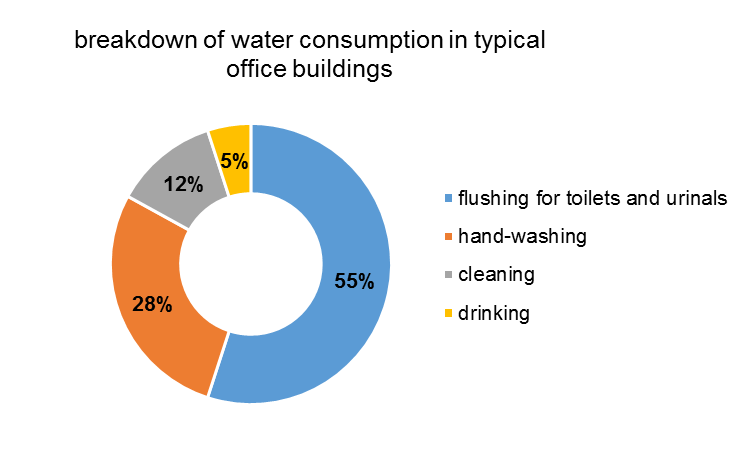 breakdown of water consumption in typical
office buildings
5%
12%
55%
28%
flushing for toilets and urinals
hand-washing
cleaning
drinking